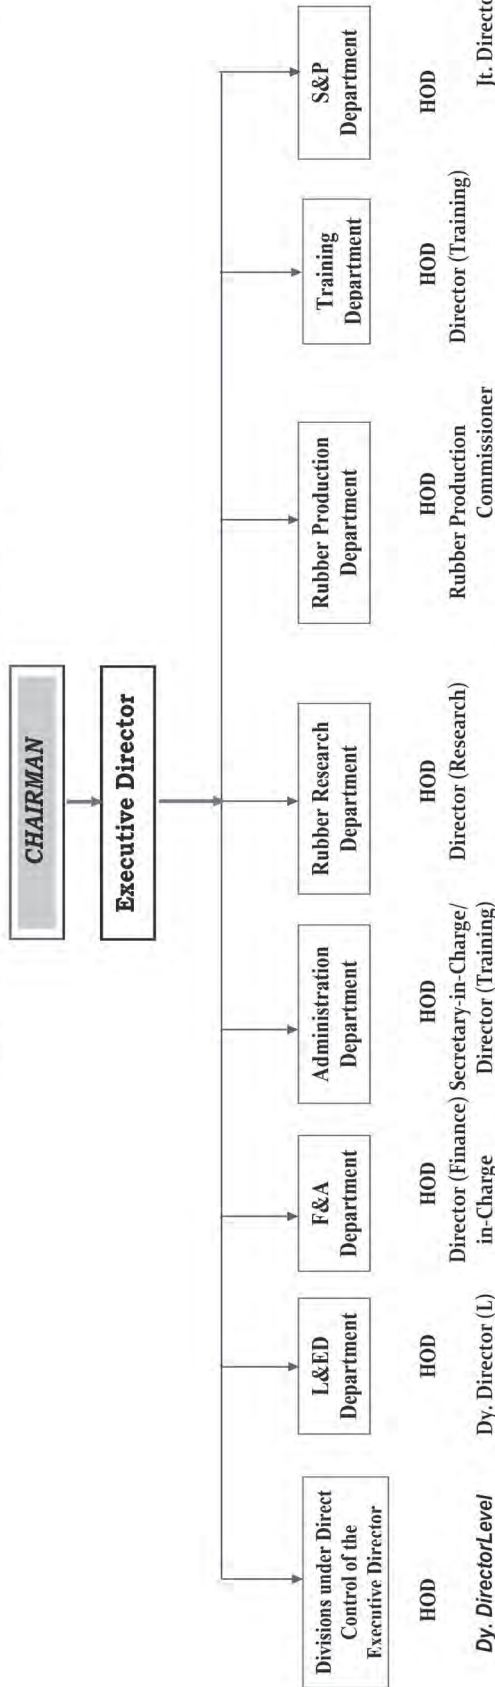 CHAIRMAN
Executive Director
Divisions under Direct
Control of the
Executive Director
HOD
Dy. DirectorLevel
L&ED
Department
HOD
Dy. Director (L)
F&A
Department
HOD
Director (Finance)
in-Charge
Administration
Department
HOD
Secretary-in-Charge/
Director (Training)
Rubber Research
Department
HOD
Director (Research)
Rubber Production
Department
HOD
Rubber Production
Commissioner
Training
Department
HOD
Director (Training)
S&P
Department
HOD
Jt.